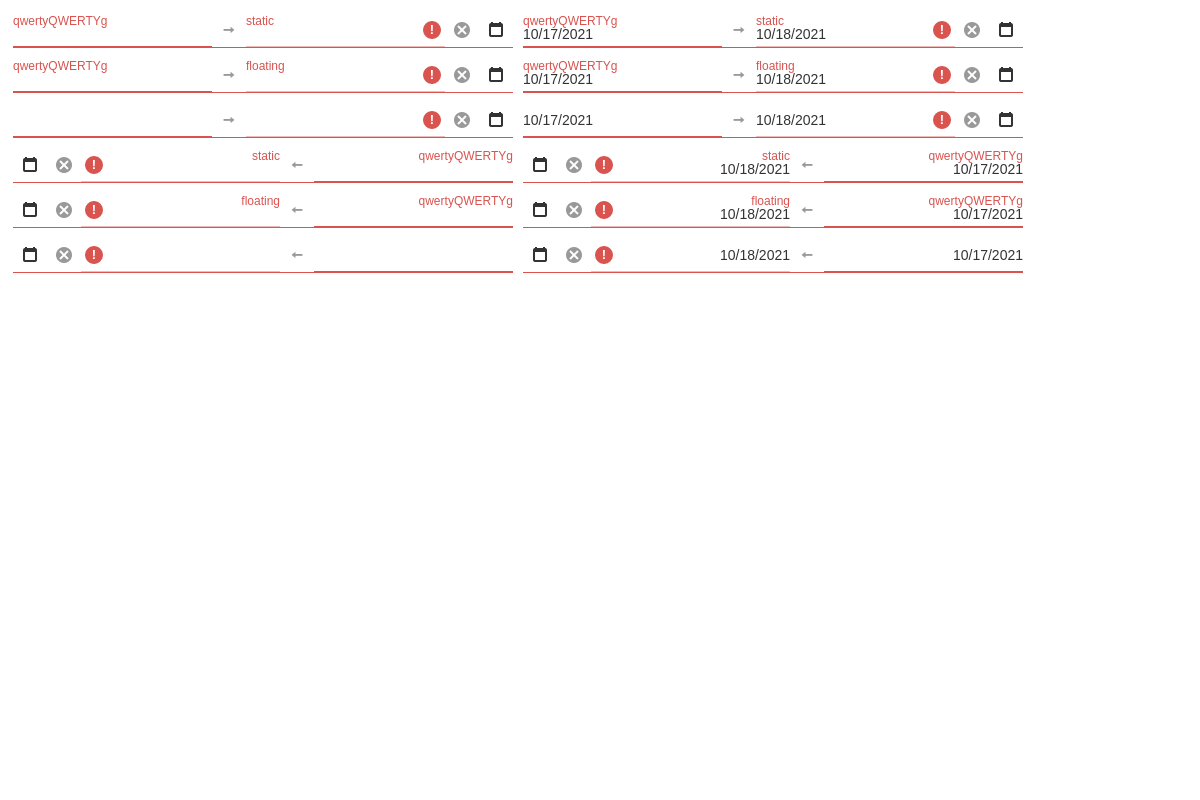 qwertyQWERTYg static qwertyQWERTYg static
10/17/2021 10/18/2021
qwertyQWERTYg floating qwertyQWERTYg floating
10/17/2021 10/18/2021
10/17/2021 10/18/2021
static qwertyQWERTYg static qwertyQWERTYg
10/18/2021 10/17/2021
floating qwertyQWERTYg floating qwertyQWERTYg
10/18/2021 10/17/2021
10/18/2021 10/17/2021